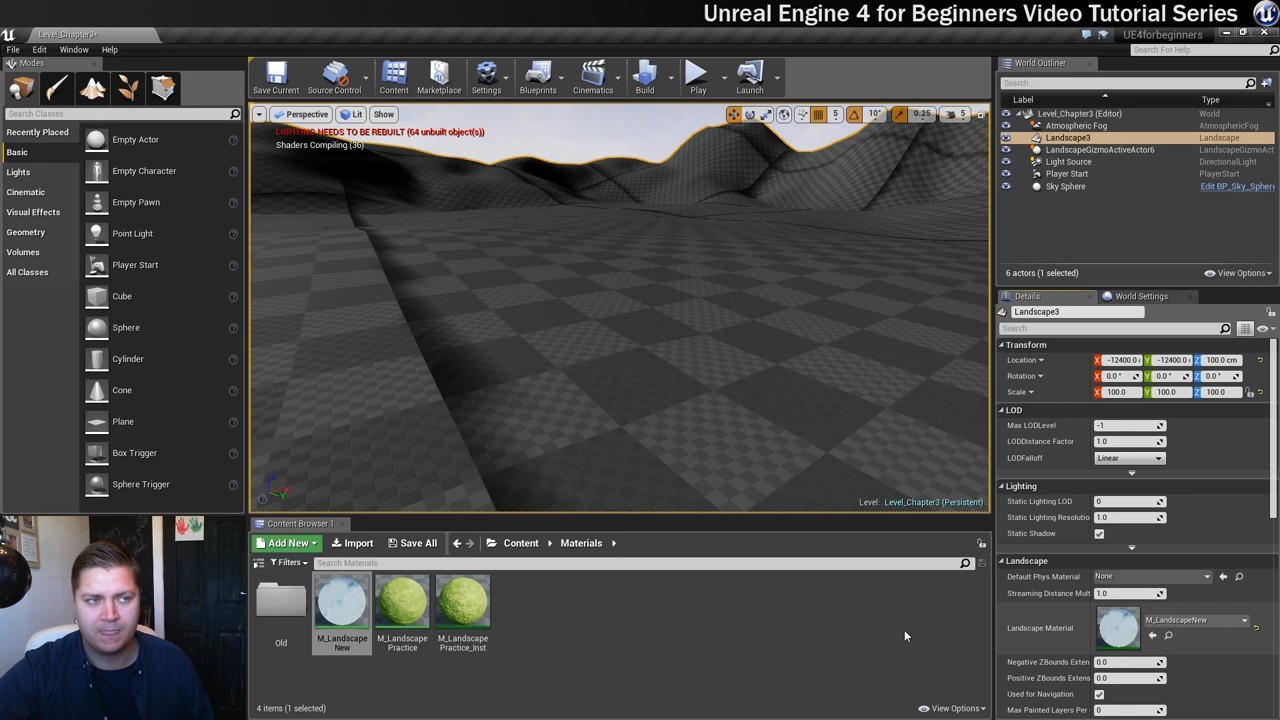 Unreal Engine 4 for Beginners Video Tutorial Series
Level_Chapter3*
UE4forbeginners
File Edit Window Help
Search For Help
Modes
Search Classes
Recently Placed
Basic
Lights
Cinematic
Visual Effects
Geometry
Volumes
All Classes
Empty Actor
Empty Character
Empty Pawn
Point Light
Player Start
Cube
Sphere
Cylinder
Cone
Plane
Box Trigger
Sphere Trigger
Save Current
Source Control
Content
Marketplace
Settings
Blueprints
Cinematics
Build
Play
Launch
Perspective Lit Show
5 10° 0.25 5
LIGHTING NEEDS TO BE REBUILT (64 unbuilt object(s))
Shaders Compiling (36)
Level: Level_Chapter3 (Persistent)
Content Browser 1
Add New Import Save All Content Materials
Filters Search Materials
Old
M_Landscape
New
M_Landscape
Practice
M_Landscape
Practice_Inst
4 items (1 selected)
View Options
World Outliner
Search...
Label Type
Level_Chapter3 (Editor) World
Atmospheric Fog AtmosphericFog
Landscape3 Landscape
LandscapeGizmoActiveActor6 LandscapeGizmoAct
Light Source DirectionalLight
Player Start PlayerStart
Sky Sphere Edit BP_Sky_Spher
6 actors (1 selected)
View Options
Details World Settings
Landscape3
Search
Transform
Location X -12400.0 Y -12400.0 Z 100.0 cm
Rotation X 0.0 ° Y 0.0 ° Z 0.0 °
Scale X 100.0 Y 100.0 Z 100.0
LOD
Max LODLevel -1
LODDistance Factor 1.0
LODFalloff Linear
Lighting
Static Lighting LOD 0
Static Lighting Resolutio 1.0
Static Shadow
Landscape
Default Phys Material None
Streaming Distance Mult 1.0
Landscape Material M_LandscapeNew
Negative ZBounds Exten 0.0
Positive ZBounds Extens 0.0
Used for Navigation
Max Painted Layers Per 0